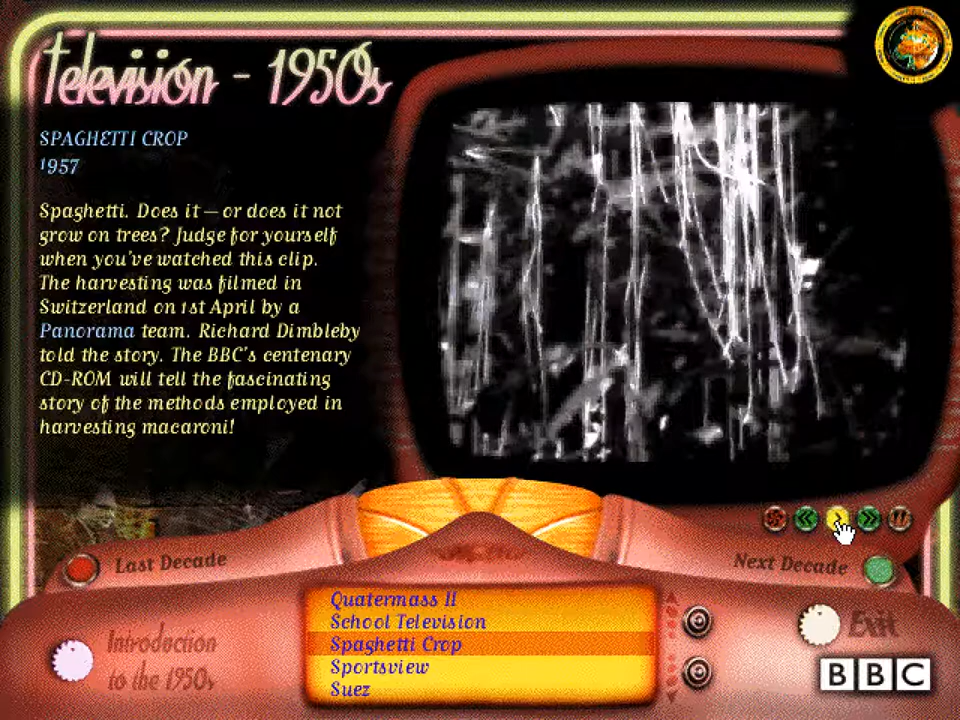 Television - 1950s
SPAGHETTI CROP
1957
Spaghetti. Does it — or does it not
grow on trees? Judge for yourself
when you've watched this clip.
The harvesting was filmed in
Switzerland on 1st April by a
Panorama team. Richard Dimbleby
told the story. The BBC's centenary
CD-ROM will tell the fascinating
story of the methods employed in
harvesting macaroni!
Last Decade
Next Decade
Introduction
to the 1950s
Quatermass II
School Television
Spaghetti Crop
Sportsview
Suez
Exit
BBC